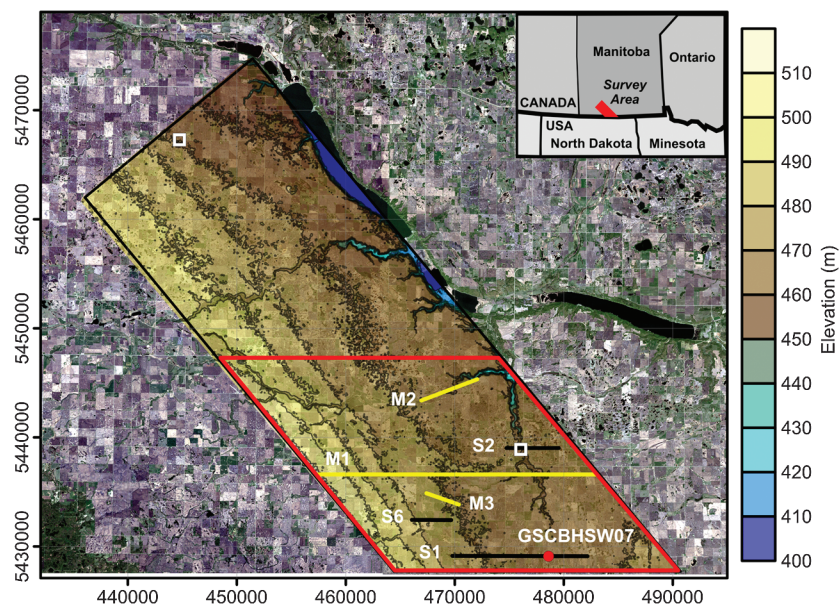 Manitoba
Ontario
Survey
Area
CANADA
USA
North Dakota
Minesota
5470000
5460000
5450000
5440000
5430000
M2
S2
M1
M3
S6
GSCBHSW07
S1
440000 450000 460000 470000 480000 490000
510
500
490
480
470
460
450
440
430
420
410
400
Elevation (m)